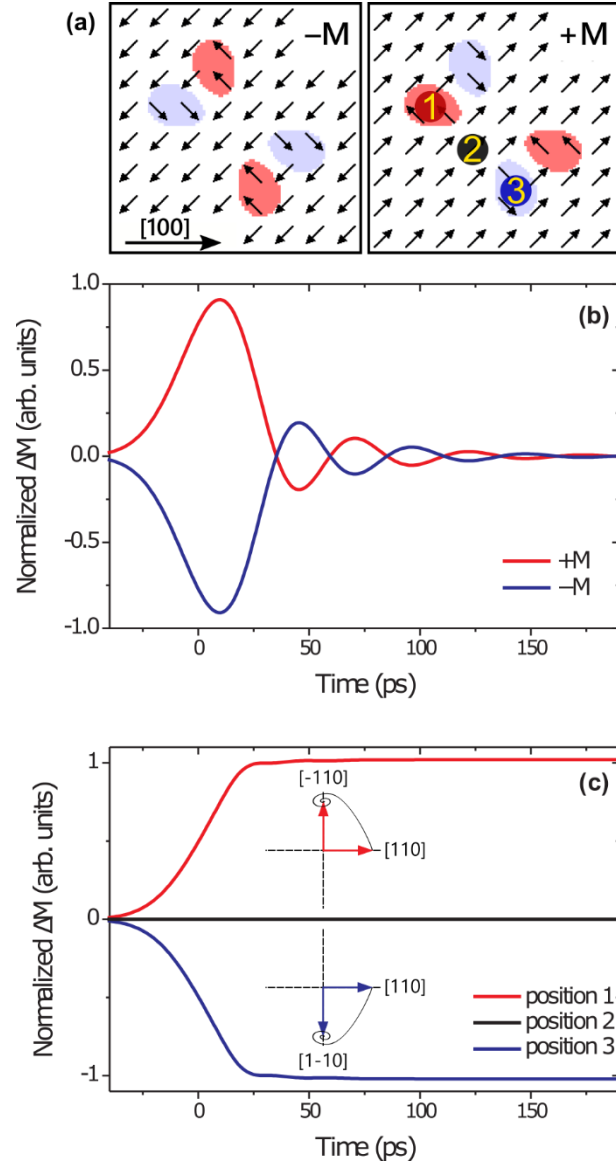 (a)
−M
+M
1
2
3
[100]
(b)
1.0
0.5
0.0
-0.5
-1.0
Normalized ΔM (arb. units)
+M
−M
0
50
100
150
Time (ps)
(c)
1
0
-1
Normalized ΔM (arb. units)
[-110]
[110]
[110]
[1-10]
position 1
position 2
position 3
0
50
100
150
Time (ps)